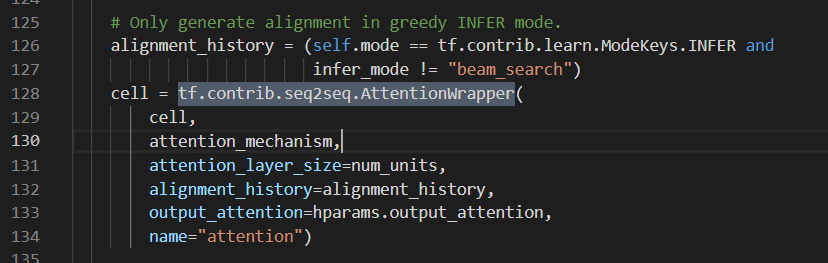 125 # Only generate alignment in greedy INFER mode.
126 alignment_history = (self.mode == tf.contrib.learn.ModeKeys.INFER and
127 infer_mode != "beam_search")
128 cell = tf.contrib.seq2seq.AttentionWrapper(
129 cell,
130 attention_mechanism,
131 attention_layer_size=num_units,
132 alignment_history=alignment_history,
133 output_attention=hparams.output_attention,
134 name="attention")
135